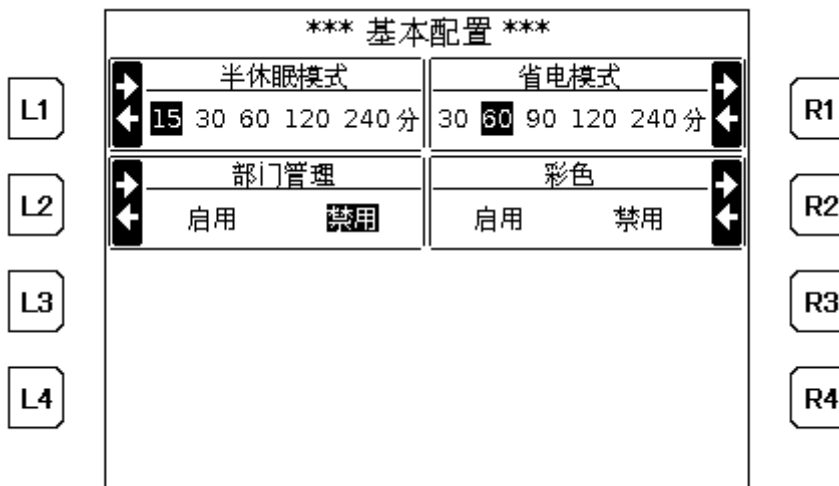 *** 基本配置 ***
半休眠模式 省电模式
L1 15 30 60 120 240 分 30 60 90 120 240 分 R1
部门管理 彩色
L2 启用 禁用 启用 禁用 R2
L3 R3
L4 R4